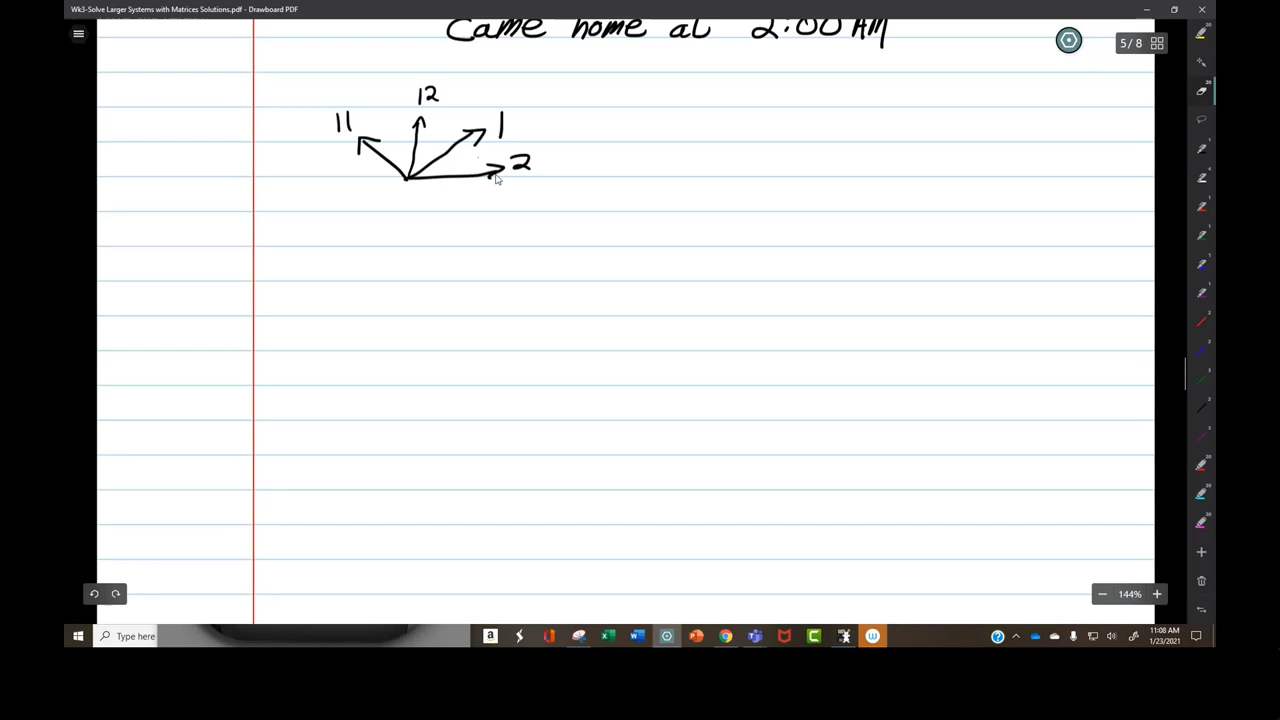 Wk3-Solve Larger Systems with Matrices Solutions.pdf - Drawboard PDF
Came home at 2:00 AM
5/8
12
11
1
2
144%
Type here
11:08 AM
1/23/2021